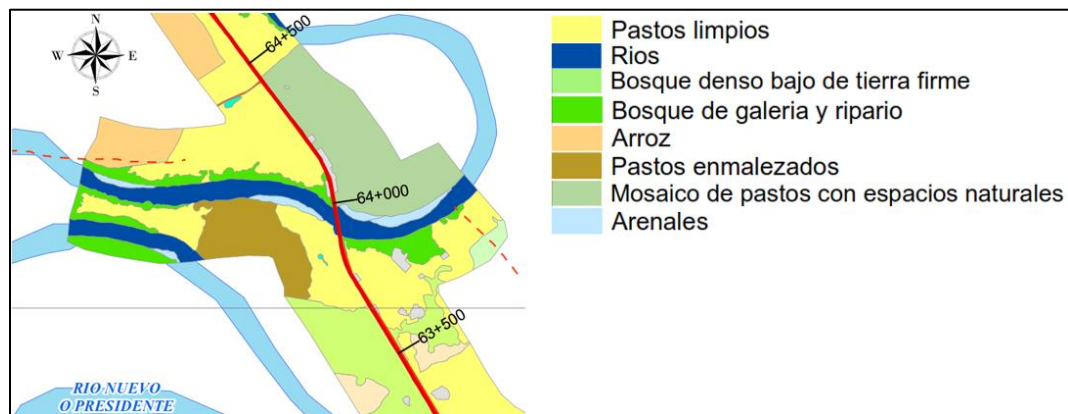 N
W E
S
64+500
64+000
63+500
RIO NUEVO
O PRESIDENTE
Pastos limpios
Rios
Bosque denso bajo de tierra firme
Bosque de galeria y ripario
Arroz
Pastos enmalezados
Mosaico de pastos con espacios naturales
Arenales